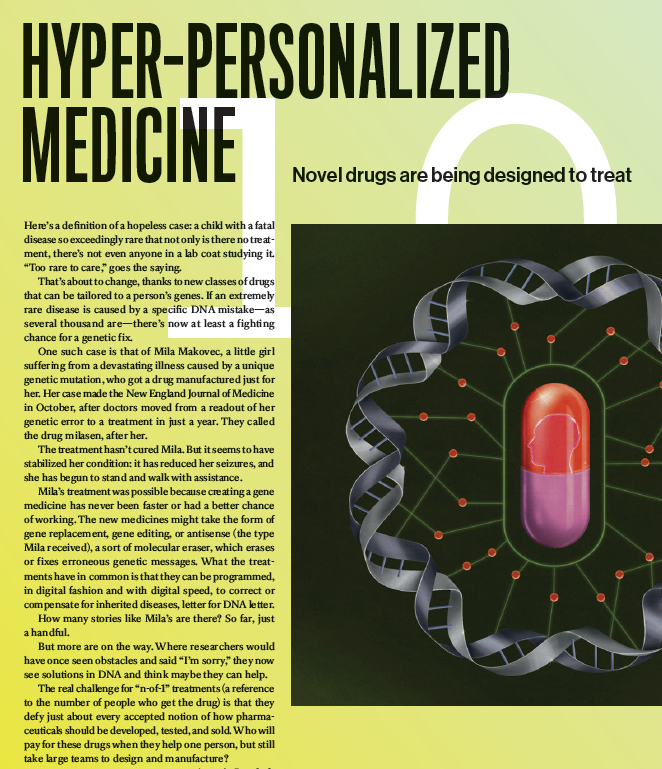 HYPER-PERSONALIZED
MEDICINE
10
Novel drugs are being designed to treat
Here's a definition of a hopeless case: a child with a fatal
disease so exceedingly rare that not only is there no treat-
ment, there's not even anyone in a lab coat studying it.
“Too rare to care,” goes the saying.
That's about to change, thanks to new classes of drugs
that can be tailored to a person's genes. If an extremely
rare disease is caused by a specific DNA mistake—as
several thousand are—there's now at least a fighting
chance for a genetic fix.
One such case is that of Mila Makovec, a little girl
suffering from a devastating illness caused by a unique
genetic mutation, who got a drug manufactured just for
her. Her case made the New England Journal of Medicine
in October, after doctors moved from a readout of her
genetic error to a treatment in just a year. They called
the drug milasen, after her.
The treatment hasn't cured Mila. But it seems to have
stabilized her condition: it has reduced her seizures, and
she has begun to stand and walk with assistance.
Mila's treatment was possible because creating a gene
medicine has never been faster or had a better chance
of working. The new medicines might take the form of
gene replacement, gene editing, or antisense (the type
Mila received), a sort of molecular eraser, which erases
or fixes erroneous genetic messages. What the treat-
ments have in common is that they can be programmed,
in digital fashion and with digital speed, to correct or
compensate for inherited diseases, letter for DNA letter.
How many stories like Mila's are there? So far, just
a handful.
But more are on the way. Where researchers would
have once seen obstacles and said “I'm sorry,” they now
see solutions in DNA and think maybe they can help.
The real challenge for “n-of-1” treatments (a reference
to the number of people who get the drug) is that they
defy just about every accepted notion of how pharma-
ceuticals should be developed, tested, and sold. Who will
pay for these drugs when they help one person, but still
take large teams to design and manufacture?